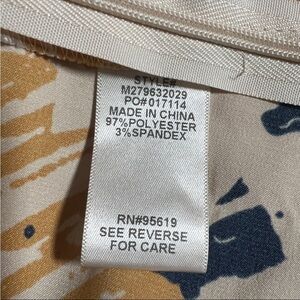 STYLE#
M279632029
PO#017114
MADE IN CHINA
97%POLYESTER
3%SPANDEX
RN#95619
SEE REVERSE
FOR CARE